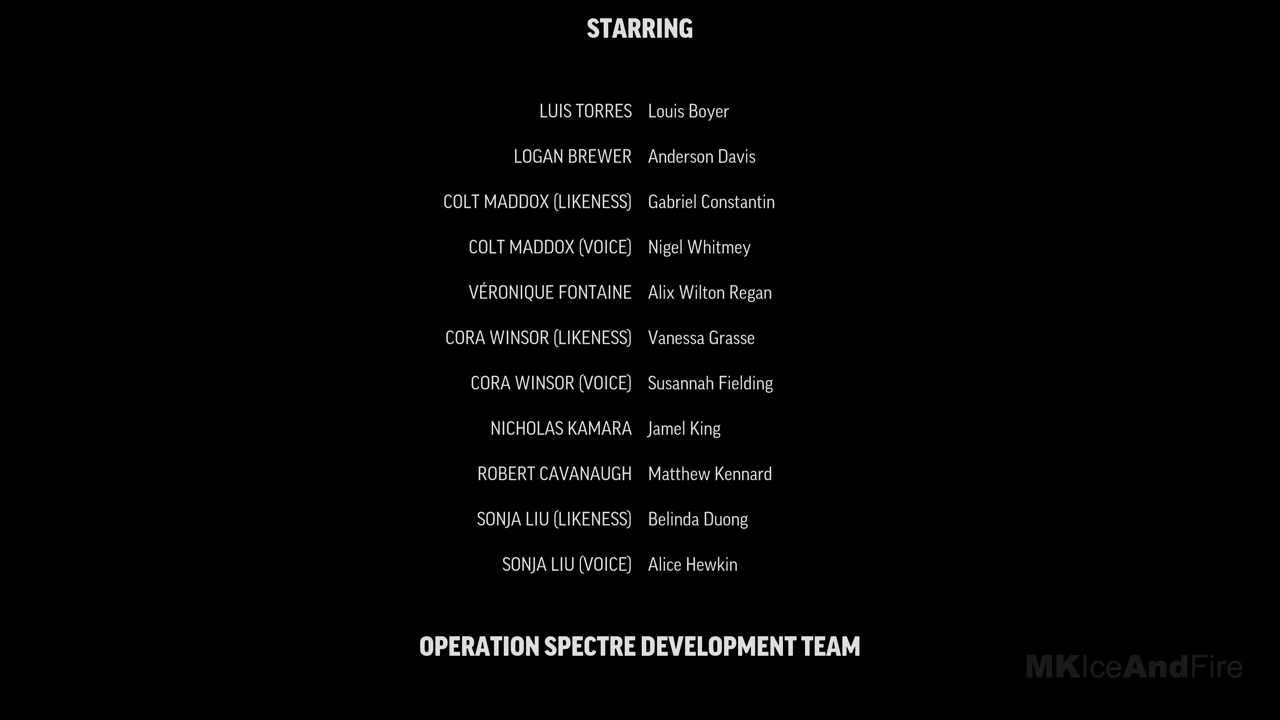 STARRING
LUIS TORRES Louis Boyer
LOGAN BREWER Anderson Davis
COLT MADDOX (LIKENESS) Gabriel Constantin
COLT MADDOX (VOICE) Nigel Whitmey
VÉRONIQUE FONTAINE Alix Wilton Regan
CORA WINSOR (LIKENESS) Vanessa Grasse
CORA WINSOR (VOICE) Susannah Fielding
NICHOLAS KAMARA Jamel King
ROBERT CAVANAUGH Matthew Kennard
SONJA LIU (LIKENESS) Belinda Duong
SONJA LIU (VOICE) Alice Hewkin
OPERATION SPECTRE DEVELOPMENT TEAM
MKIceAndFire